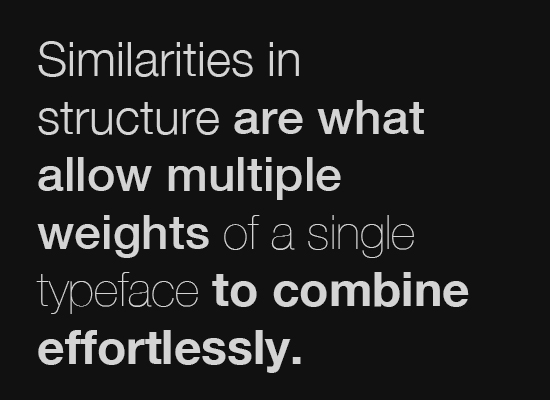 Similarities in
structure are what
allow multiple
weights of a single
typeface to combine
effortlessly.